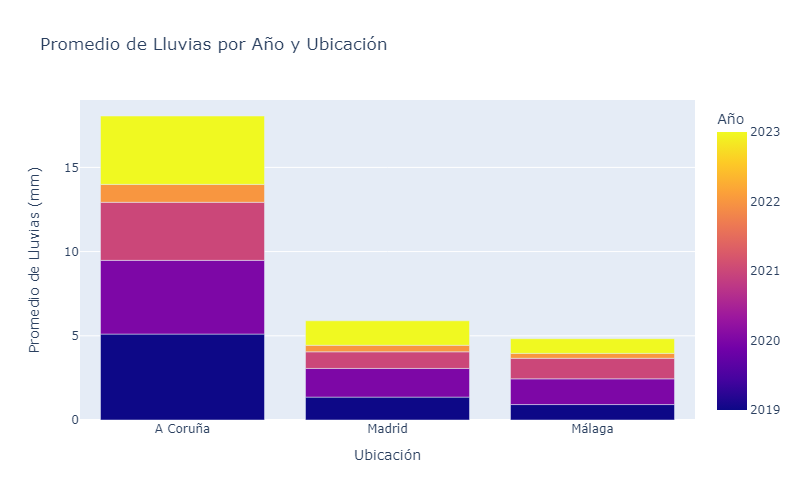 Promedio de Lluvias por Año y Ubicación
Promedio de Lluvias (mm)
15
10
5
0
A Coruña
Madrid
Málaga
Ubicación
Año
2023
2022
2021
2020
2019